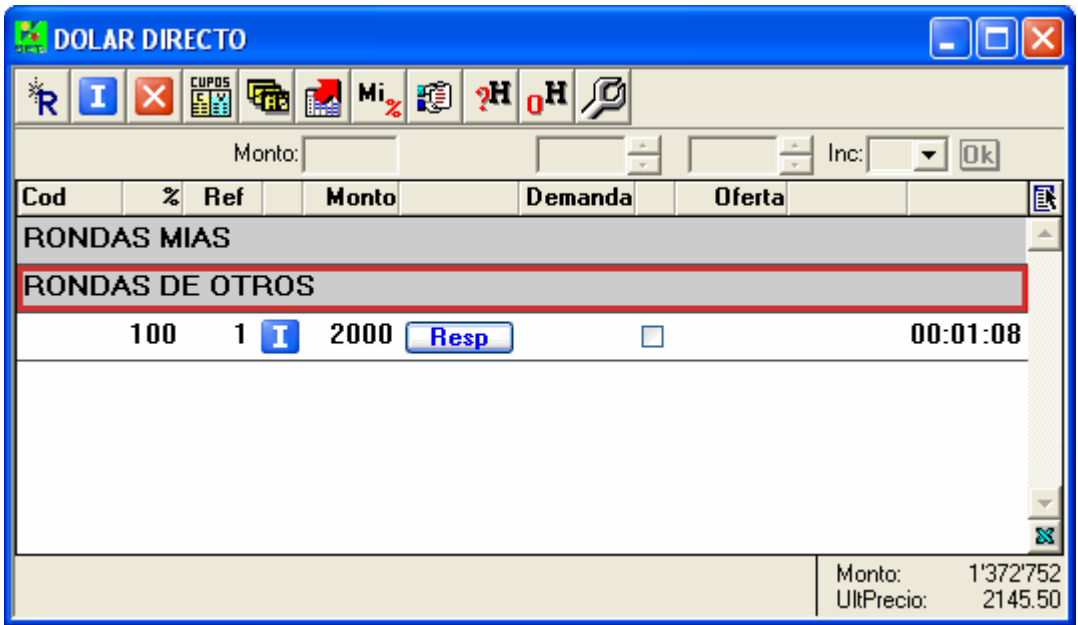 DOLAR DIRECTO
R I X CUPOS Mi% ?H 0H
Monto: Inc: Ok
Cod % Ref Monto Demanda Oferta
RONDAS MIAS
RONDAS DE OTROS
100 1 I 2000 Resp 00:01:08
Monto: 1'372'752
UltPrecio: 2145.50